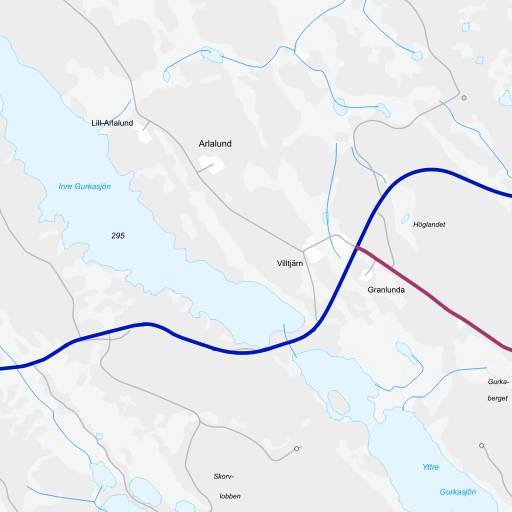 Lill-Arlalund
Arlalund
Inre Gurkasjön
295
Höglandet
Villtjärn
Granlunda
Gurka-
berget
Yttre
Gurkasjön
Skorv-
lobben